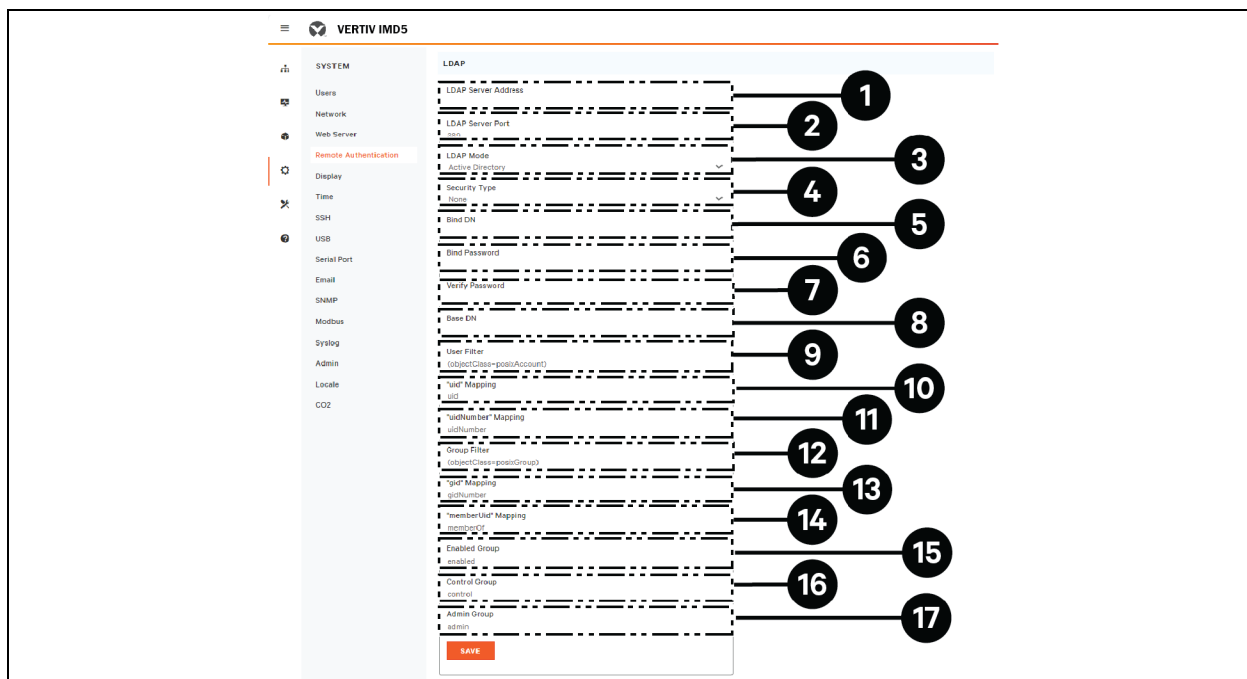 VERTIV IMD5
SYSTEM
Users
Network
Web Server
Remote Authentication
Display
Time
SSH
USB
Serial Port
Email
SNMP
Modbus
Syslog
Admin
Locale
CO2
LDAP
LDAP Server Address
1
LDAP Server Port
389
2
LDAP Mode
Active Directory
3
Security Type
None
4
Bind DN
5
Bind Password
6
Verify Password
7
Base DN
8
User Filter
(objectClass=posixAccount)
9
"uid" Mapping
uid
10
"uidNumber" Mapping
uidNumber
11
Group Filter
(objectClass=posixGroup)
12
"gid" Mapping
gidNumber
13
"memberUid" Mapping
memberOf
14
Enabled Group
enabled
15
Control Group
control
16
Admin Group
admin
17
SAVE